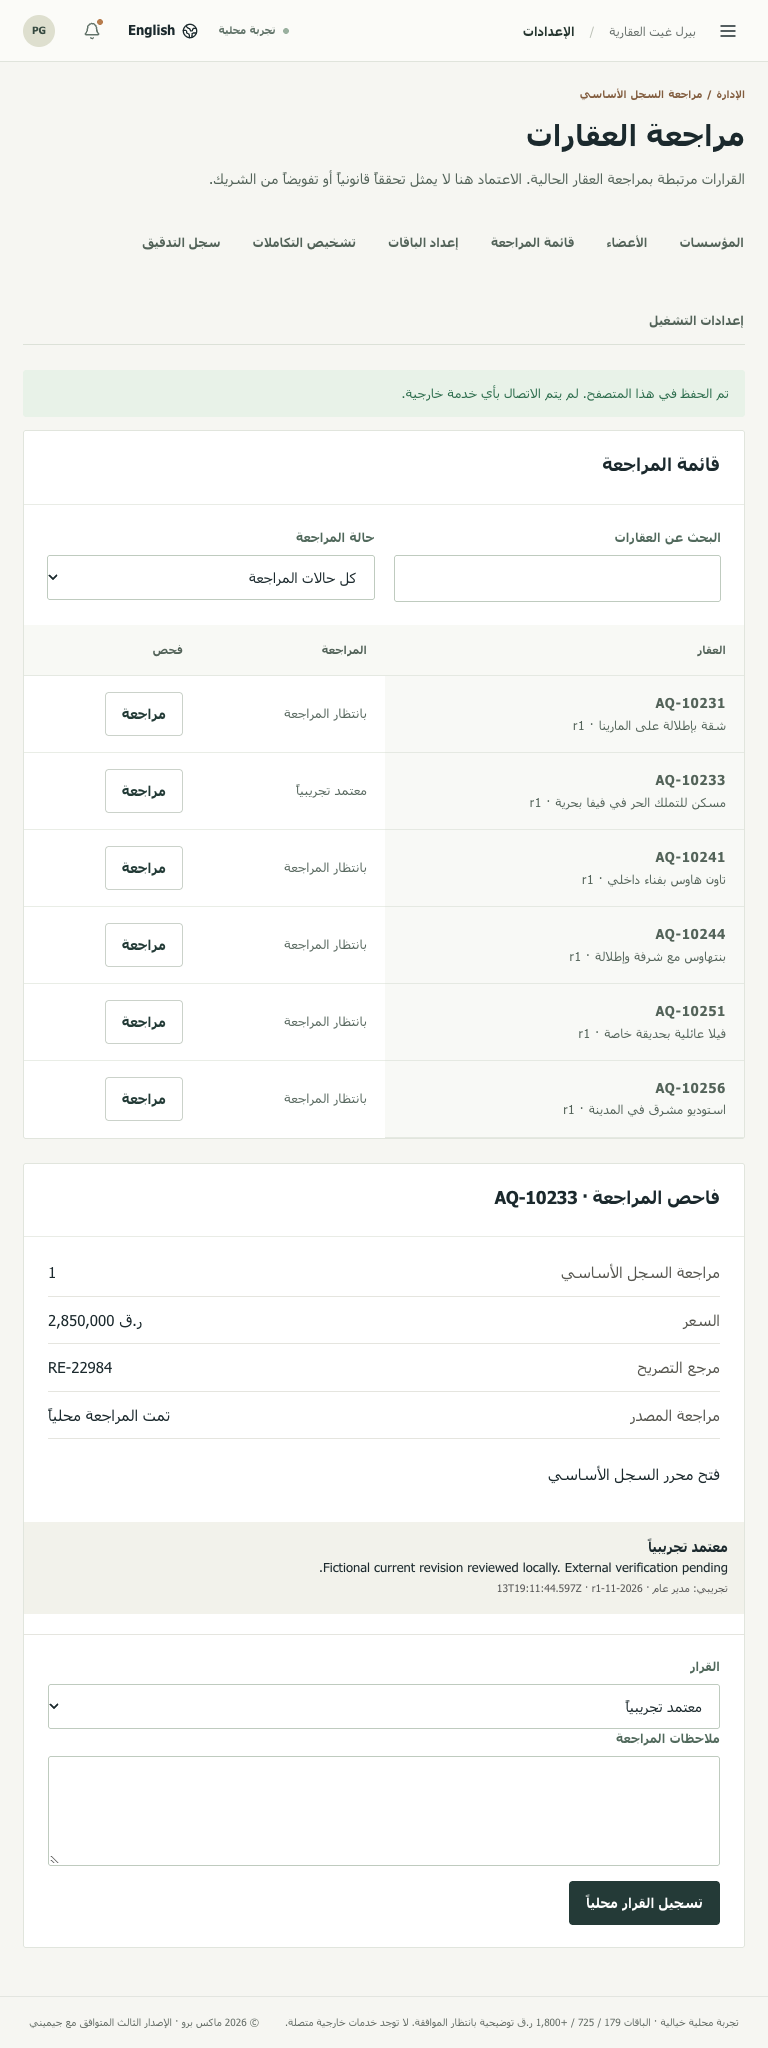 بيرل غيت العقارية / الإعدادات
تجربة محلية
English
PG
الإدارة / مراجعة السجل الأساسي
مراجعة العقارات
القرارات مرتبطة بمراجعة العقار الحالية. الاعتماد هنا لا يمثل تحققاً قانونياً أو تفويضاً من الشريك.
المؤسسات الأعضاء قائمة المراجعة إعداد الباقات تشخيص التكاملات سجل التدقيق
إعدادات التشغيل
تم الحفظ في هذا المتصفح. لم يتم الاتصال بأي خدمة خارجية.
قائمة المراجعة
البحث عن العقارات
حالة المراجعة
كل حالات المراجعة
العقار المراجعة فحص
AQ-10231
شقة بإطلالة على المارينا · r1
بانتظار المراجعة
مراجعة
AQ-10233
مسكن للتملك الحر في فيفا بحرية · r1
معتمد تجريبياً
مراجعة
AQ-10241
تاون هاوس بفناء داخلي · r1
بانتظار المراجعة
مراجعة
AQ-10244
بنتهاوس مع شرفة وإطلالة · r1
بانتظار المراجعة
مراجعة
AQ-10251
فيلا عائلية بحديقة خاصة · r1
بانتظار المراجعة
مراجعة
AQ-10256
استوديو مشرق في المدينة · r1
بانتظار المراجعة
مراجعة
فاحص المراجعة · AQ-10233
مراجعة السجل الأساسي 1
السعر 2,850,000 ر.ق
مرجع التصريح RE-22984
مراجعة المصدر تمت المراجعة محلياً
فتح محرر السجل الأساسي
معتمد تجريبياً
Fictional current revision reviewed locally. External verification pending.
تجريبي: مدير عام · 2026-11-13T19:11:44.597Z · r1
القرار
معتمد تجريبياً
ملاحظات المراجعة
تسجيل القرار محلياً
تجربة محلية خيالية · الباقات 179 / 725 / 1,800+ ر.ق توضيحية بانتظار الموافقة. لا توجد خدمات خارجية متصلة.
© 2026 ماكس برو · الإصدار الثالث المتوافق مع جيميني